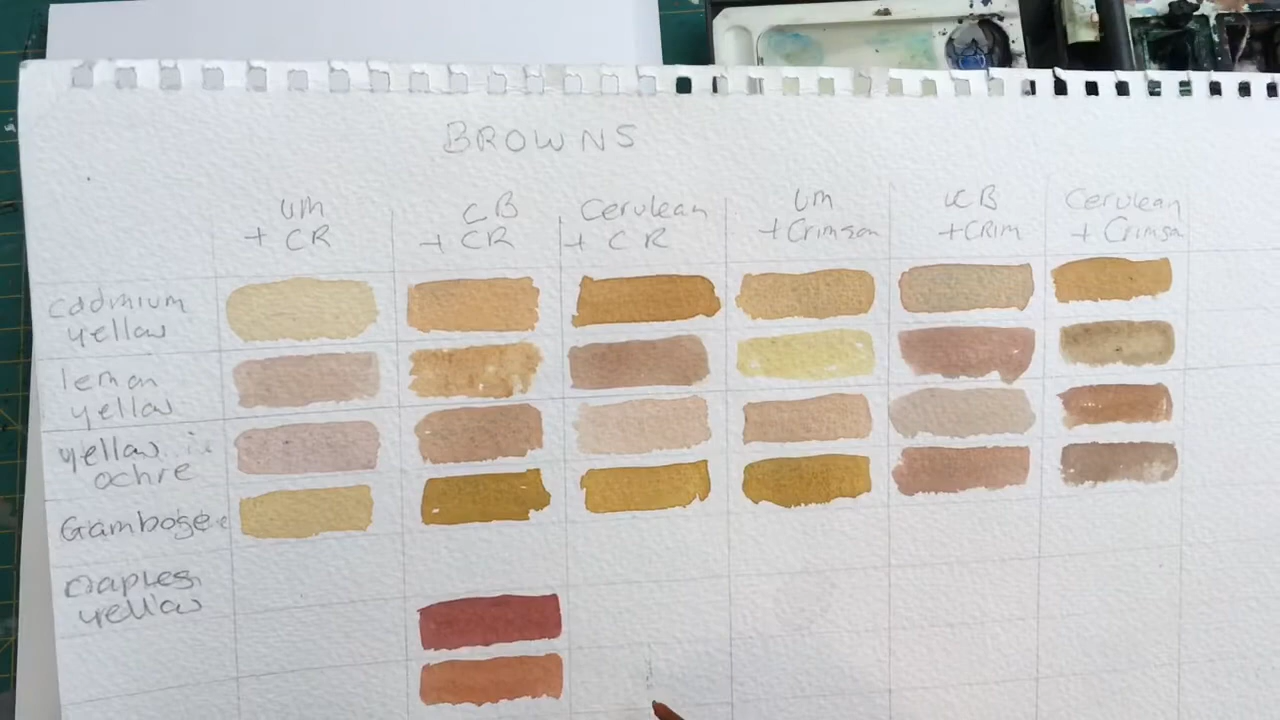 BROWNS
UM
+ CR
CB
+ CR
Cerulean
+ CR
UM
+Crimson
CB
+CRIM
Cerulean
+ Crimson
cadmium
yellow
lemon
yellow
yellow
ochre
Gamboge
naples
yellow